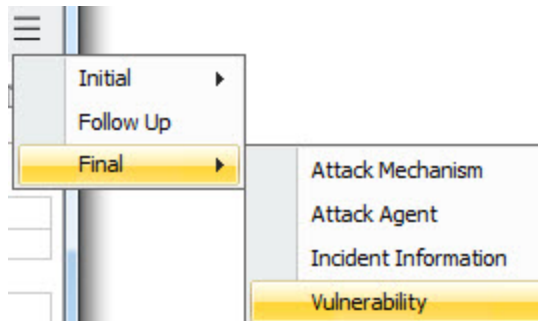 Initial
Follow Up
Final
Attack Mechanism
Attack Agent
Incident Information
Vulnerability